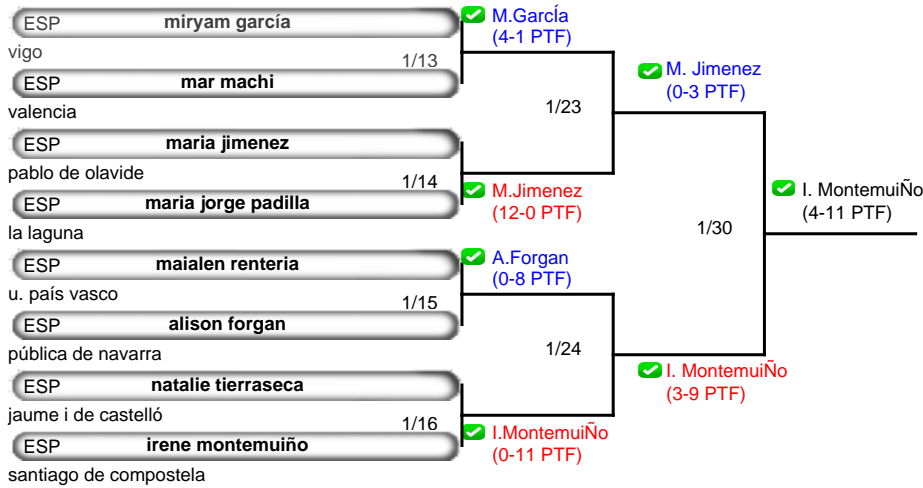 ESP miryam garcía
vigo
1/13
ESP mar machi
valencia
ESP maria jimenez
pablo de olavide
1/14
ESP maria jorge padilla
la laguna
ESP maialen renteria
u. país vasco
1/15
ESP alison forgan
pública de navarra
ESP natalie tierraseca
jaume i de castelló
1/16
ESP irene montemuiño
santiago de compostela
M.GarcÍa
(4-1 PTF)
1/23
M.Jimenez
(12-0 PTF)
A.Forgan
(0-8 PTF)
1/24
I.MontemuiÑo
(0-11 PTF)
M. Jimenez
(0-3 PTF)
1/30
I. MontemuiÑo
(3-9 PTF)
I. MontemuiÑo
(4-11 PTF)